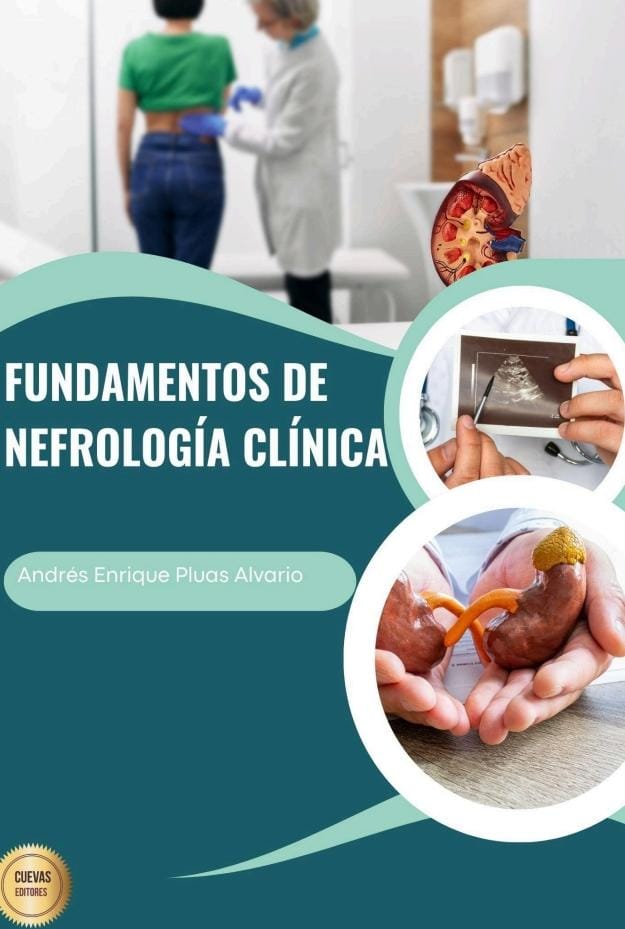 FUNDAMENTOS DE
NEFROLOGÍA CLÍNICA
Andrés Enrique Pluas Alvario
CUEVAS
EDITORES